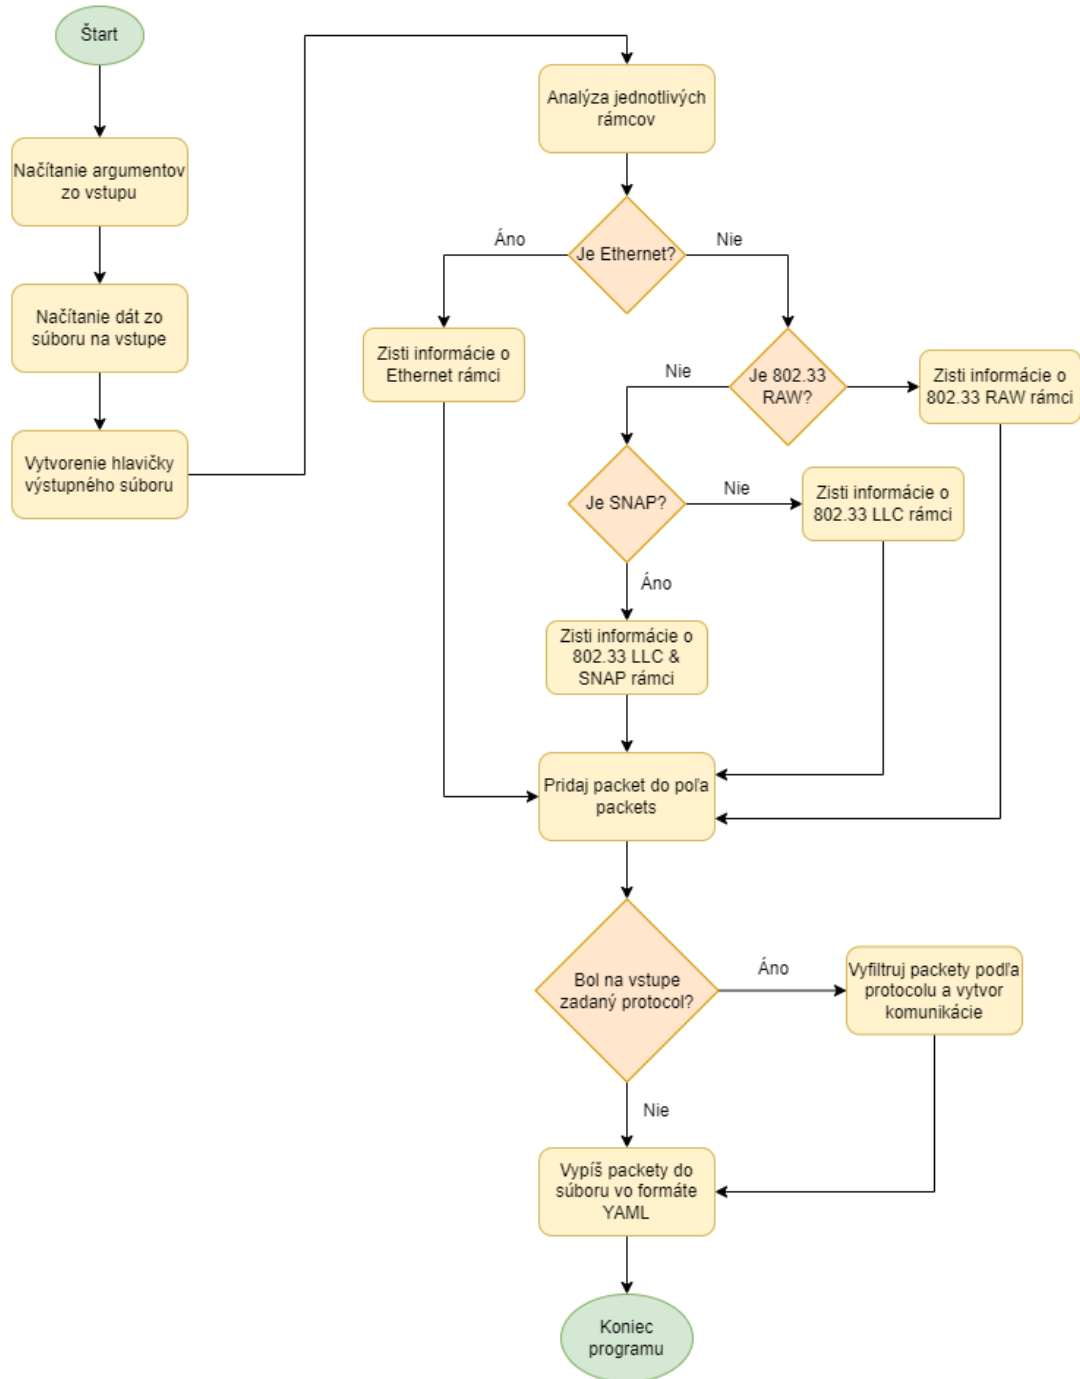 Štart
Načítanie argumentov
zo vstupu
Načítanie dát zo
súboru na vstupe
Vytvorenie hlavičky
výstupného súboru
Analýza jednotlivých
rámcov
Je Ethernet?
Áno
Nie
Zisti informácie o
Ethernet rámci
Je 802.33
RAW?
Zisti informácie o
802.33 RAW rámci
Nie
Je SNAP?
Nie
Zisti informácie o
802.33 LLC rámci
Áno
Zisti informácie o
802.33 LLC &
SNAP rámci
Pridaj packet do poľa
packets
Bol na vstupe
zadaný protocol?
Áno
Vyfiltruj packety podľa
protocolu a vytvor
komunikácie
Nie
Vypíš packety do
súboru vo formáte
YAML
Koniec
programu